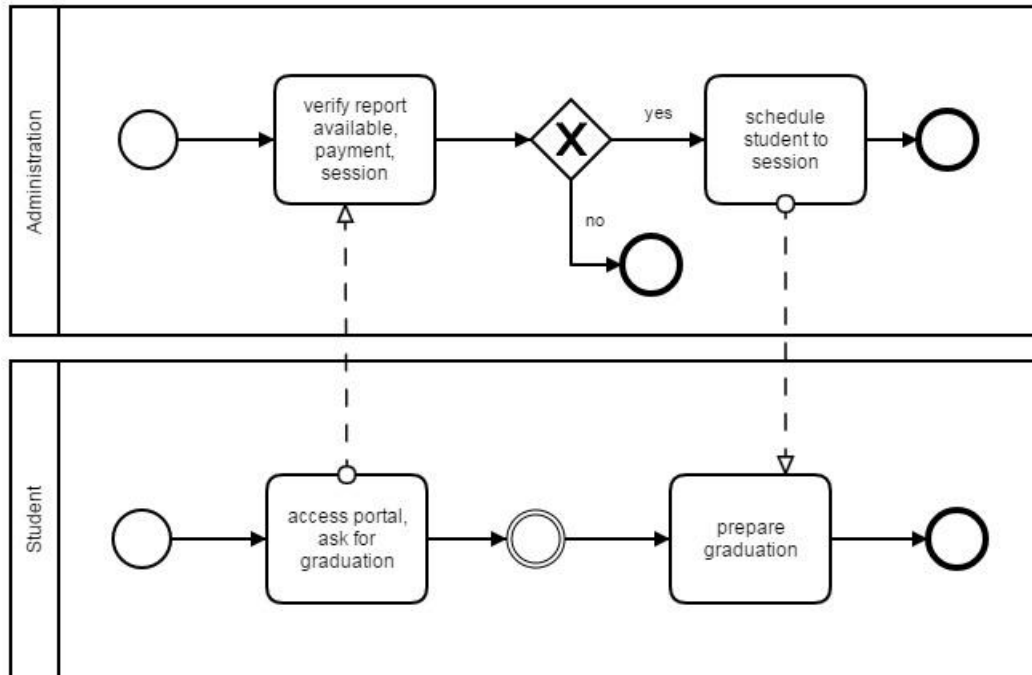 Administration
verify report
available,
payment,
session
yes
no
schedule
student to
session
Student
access portal,
ask for
graduation
prepare
graduation